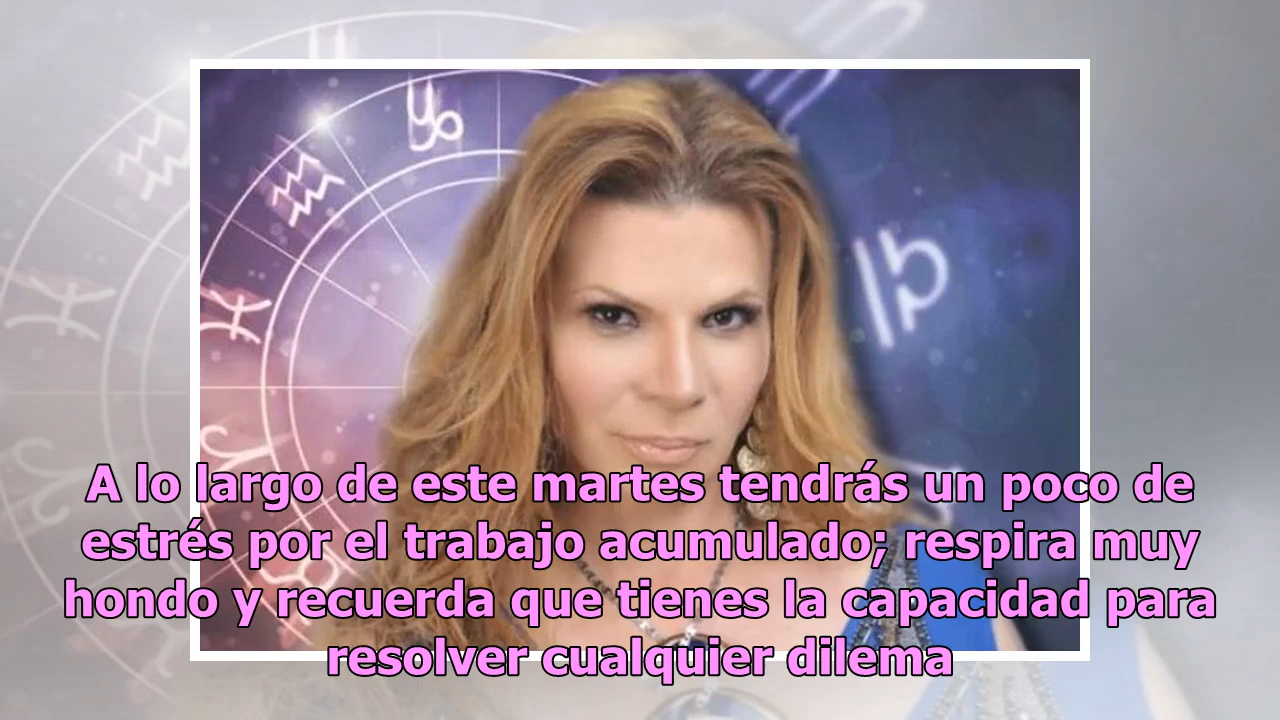 A lo largo de este martes tendrás un poco de
estrés por el trabajo acumulado; respira muy
hondo y recuerda que tienes la capacidad para
resolver cualquier dilema